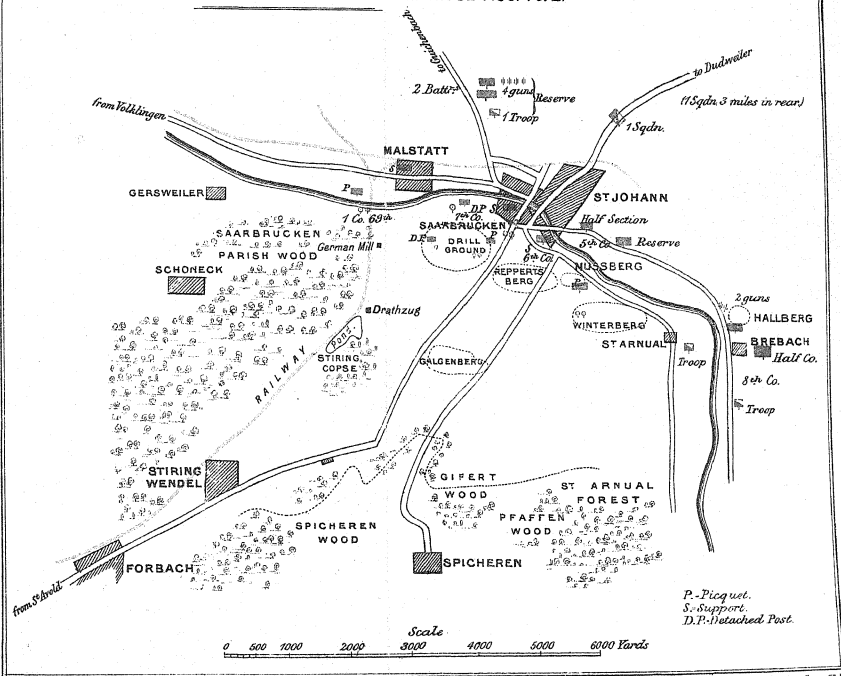 to Guichenbach
to Dudweiler
2 Battns
4 guns
Reserve
1 Troop
1 Sqdn.
(1 Sqdn. 3 miles in rear)
from Volklingen
MALSTATT
S
P
GERSWEILER
ST JOHANN
1 Co. 69th
D.P. S
7th Co.
SAARBRUCKEN
Half Section
SAARBRUCKEN
PARISH WOOD
German Mill
D.P.
DRILL
GROUND
P
S
6th Co.
5th Co.
Reserve
SCHONECK
REPPERTS
BERG
NUSSBERG
P
2 guns
HALLBERG
Drathzug
Pond.
WINTERBERG
ST ARNUAL
BREBACH
Half Co.
STIRING
COPSE
RAILWAY
GALGENBERG
Troop
8th Co.
Troop
STIRING
WENDEL
GIFERT
WOOD
ST ARNUAL
FOREST
SPICHEREN
WOOD
PFAFFEN
WOOD
FORBACH
SPICHEREN
from St Avold
P.-Picquet.
S.-Support.
D.P.-Detached Post.
Scale
0 500 1000 2000 3000 4000 5000 6000 Yards